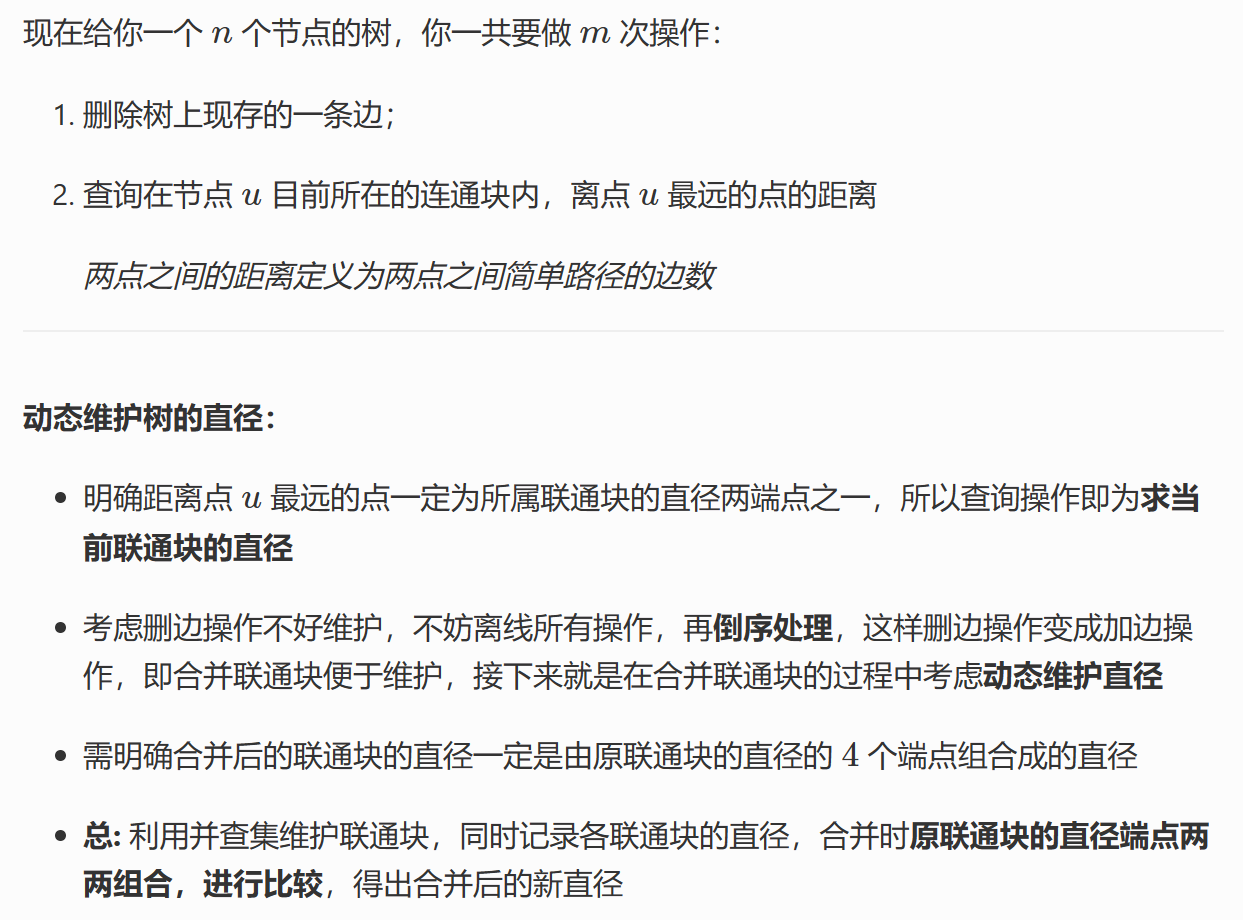 现在给你一个 n 个节点的树，你一共要做 m 次操作：
1. 删除树上现存的一条边；
2. 查询在节点 u 目前所在的连通块内，离点 u 最远的点的距离
两点之间的距离定义为两点之间简单路径的边数
动态维护树的直径：
• 明确距离点 u 最远的点一定为所属联通块的直径两端点之一，所以查询操作即为求当
前联通块的直径
• 考虑删边操作不好维护，不妨离线所有操作，再倒序处理，这样删边操作变成加边操
作，即合并联通块便于维护，接下来就是在合并联通块的过程中考虑动态维护直径
• 需明确合并后的联通块的直径一定是由原联通块的直径的 4 个端点组合成的直径
• 总: 利用并查集维护联通块，同时记录各联通块的直径，合并时原联通块的直径端点两
两组合，进行比较，得出合并后的新直径